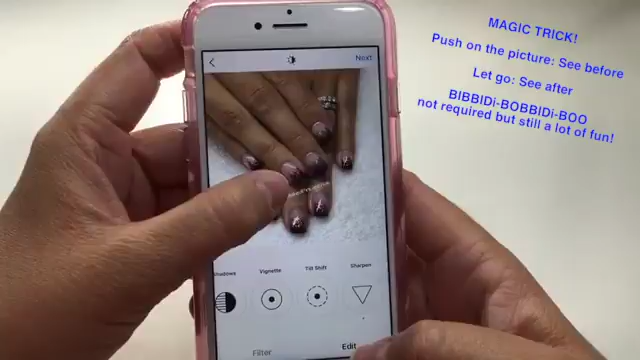 MAGIC TRICK!
Push on the picture: See before
Let go: See after
BIBBIDi-BOBBIDi-BOO
not required but still a lot of fun!
Next
Shadows
Vignette
Tilt Shift
Sharpen
Filter
Edit